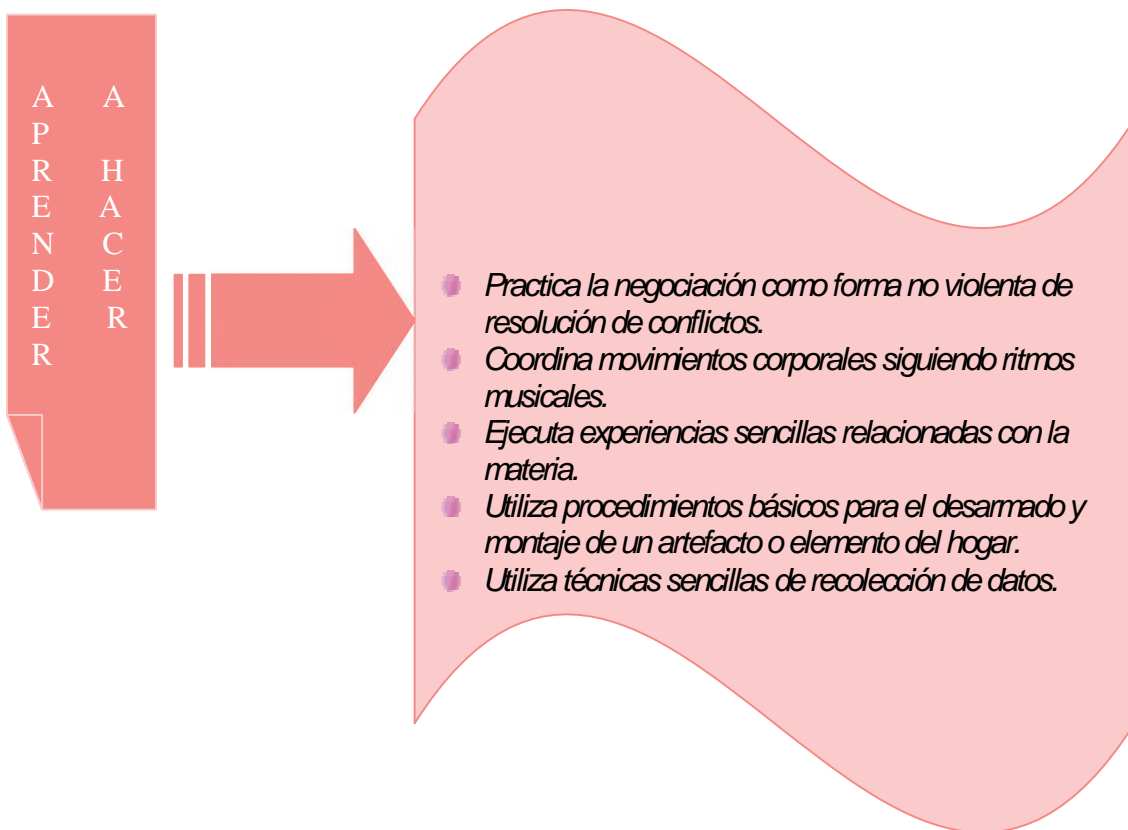 APRENDER
A HACER
Practica la negociación como forma no violenta de
resolución de conflictos.
Coordina movimientos corporales siguiendo ritmos
musicales.
Ejecuta experiencias sencillas relacionadas con la
materia.
Utiliza procedimientos básicos para el desarmado y
montaje de un artefacto o elemento del hogar.
Utiliza técnicas sencillas de recolección de datos.